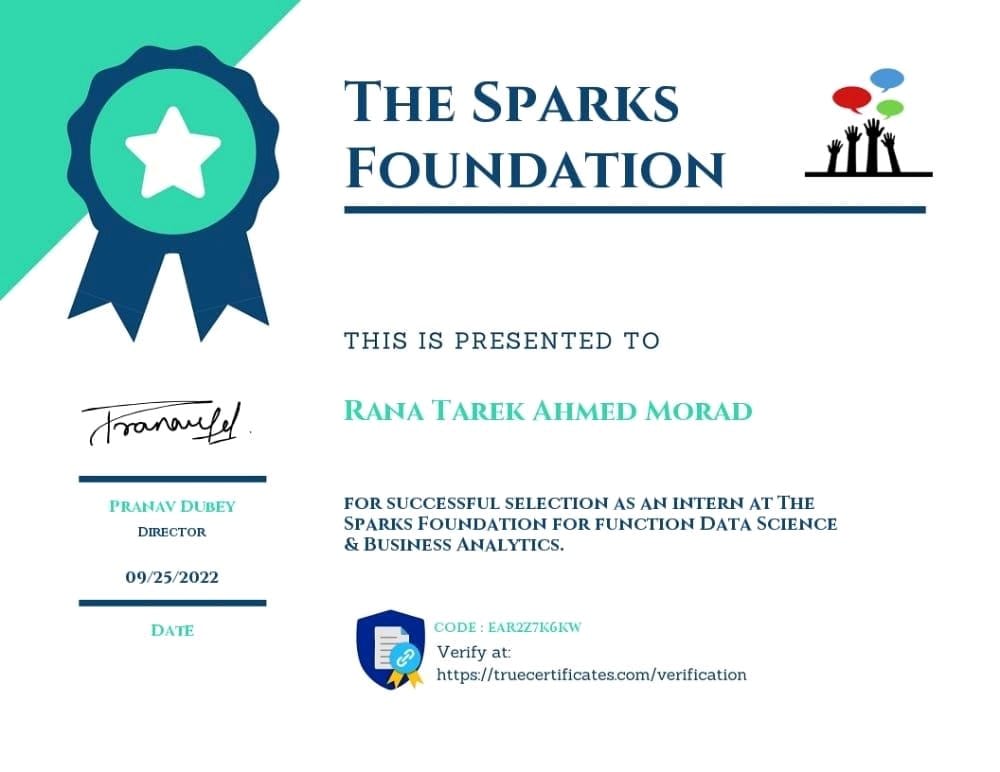 The Sparks
Foundation
THIS IS PRESENTED TO
Rana Tarek Ahmed Morad
for successful selection as an intern at The
Sparks Foundation for function Data Science
& Business Analytics.
Pranav Dubey
Director
09/25/2022
Date
code : EAR2Z7K6KW
Verify at:
https://truecertificates.com/verification